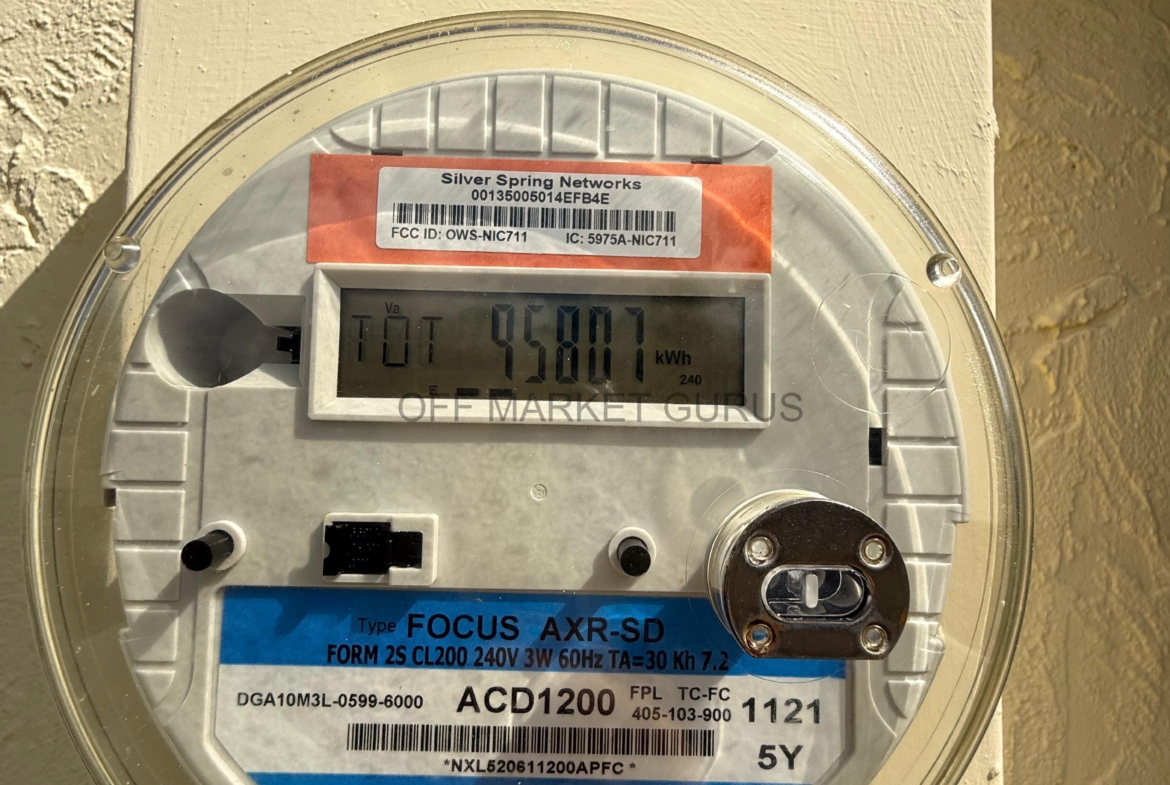 Silver Spring Networks
00135005014EFB4E
FCC ID: OWS-NIC711 IC: 5975A-NIC711
Va
TOT 95807 kWh
240
E
OFF MARKET GURUS
Type FOCUS AXR-SD
FORM 2S CL200 240V 3W 60Hz TA=30 Kh 7.2
DGA10M3L-0599-6000 ACD1200 FPL TC-FC
405-103-900 1121
*NXL520611200APFC * 5Y